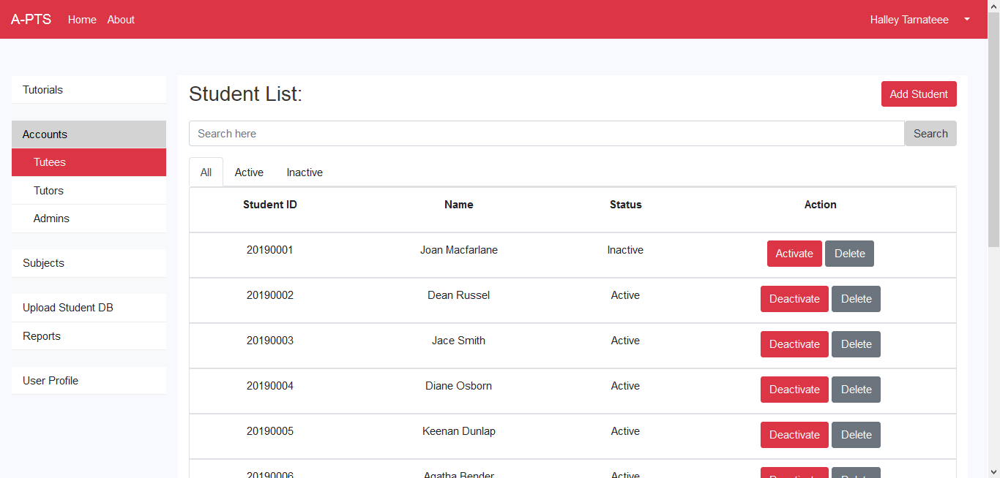 A-PTS Home About Halley Tarnateee
Tutorials
Accounts
Tutees
Tutors
Admins
Subjects
Upload Student DB
Reports
User Profile
Student List: Add Student
Search here Search
All Active Inactive
Student ID Name Status Action
20190001 Joan Macfarlane Inactive Activate Delete
20190002 Dean Russel Active Deactivate Delete
20190003 Jace Smith Active Deactivate Delete
20190004 Diane Osborn Active Deactivate Delete
20190005 Keenan Dunlap Active Deactivate Delete
20190006 Agatha Bender Active Deactivate Delete